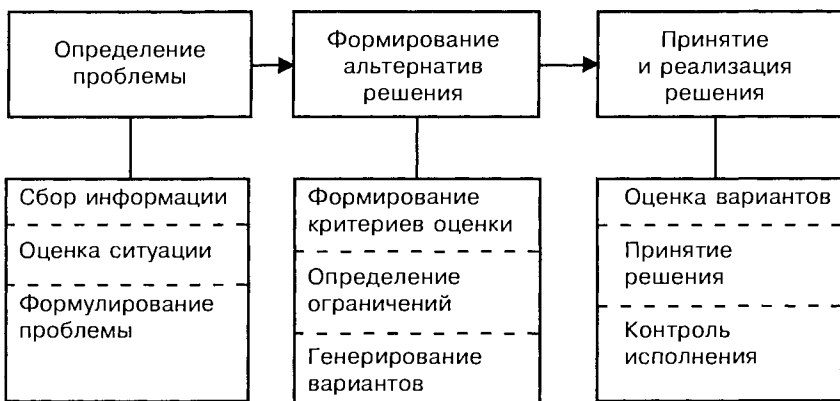 Определение
проблемы
Формирование
альтернатив
решения
Принятие
и реализация
решения
Сбор информации
Оценка ситуации
Формулирование
проблемы
Формирование
критериев оценки
Определение
ограничений
Генерирование
вариантов
Оценка вариантов
Принятие
решения
Контроль
исполнения